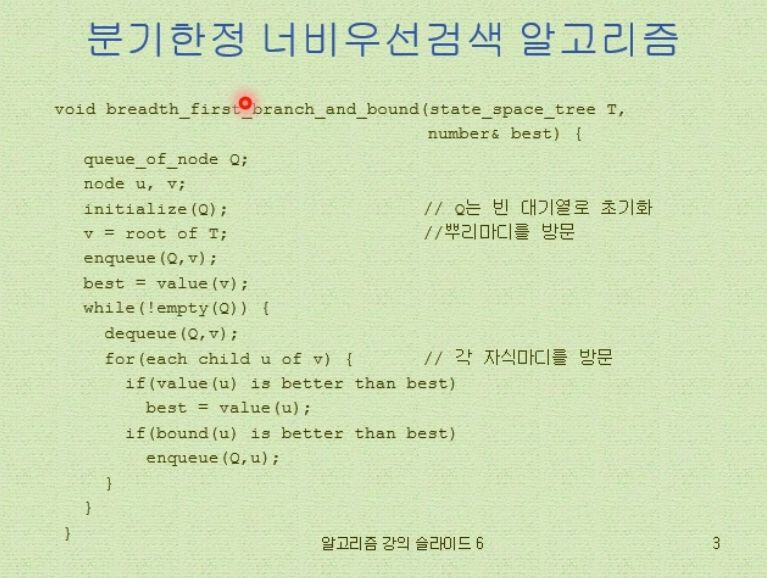 분기한정 너비우선검색 알고리즘
void breadth_first_branch_and_bound(state_space_tree T,
number& best) {
queue_of_node Q;
node u, v;
initialize(Q); // Q는 빈 대기열로 초기화
v = root of T; //뿌리마디를 방문
enqueue(Q,v);
best = value(v);
while(!empty(Q)) {
dequeue(Q,v);
for(each child u of v) { // 각 자식마디를 방문
if(value(u) is better than best)
best = value(u);
if(bound(u) is better than best)
enqueue(Q,u);
}
}
}
알고리즘 강의 슬라이드 6 3